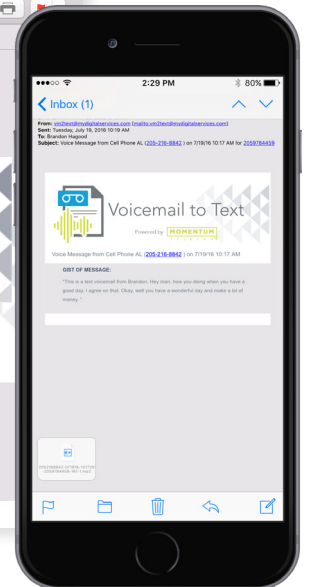 2:29 PM
80%
Inbox (1)
From: vm2text@mydigitalservices.com [mailto:vm2text@mydigitalservices.com]
Sent: Tuesday, July 19, 2016 10:19 AM
To: Brandon Hagood
Subject: Voice Message from Cell Phone AL (205-216-8842 ) on 7/19/16 10:17 AM for 2059784459
Voicemail to Text
Powered by MOMENTUM
Voice Message from Cell Phone AL (205-216-8842 ) on 7/19/16 10:17 AM
GIST OF MESSAGE:
"This is a test voicemail from Brandon. Hey man, how you doing when you have a
good day. I agree on that. Okay, well you have a wonderful day and make a lot of
money. "